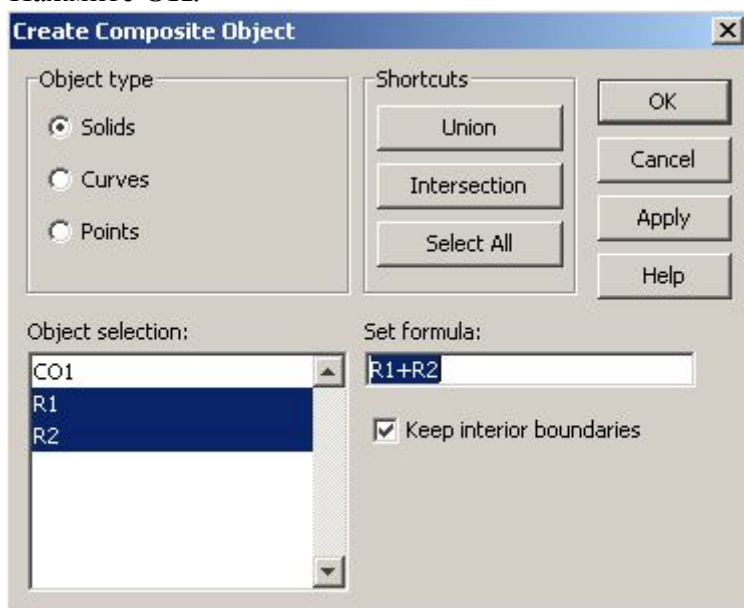 Create Composite Object
Object type
Solids
Curves
Points
Shortcuts
Union
Intersection
Select All
OK
Cancel
Apply
Help
Object selection:
CO1
R1
R2
Set formula:
R1+R2
Keep interior boundaries